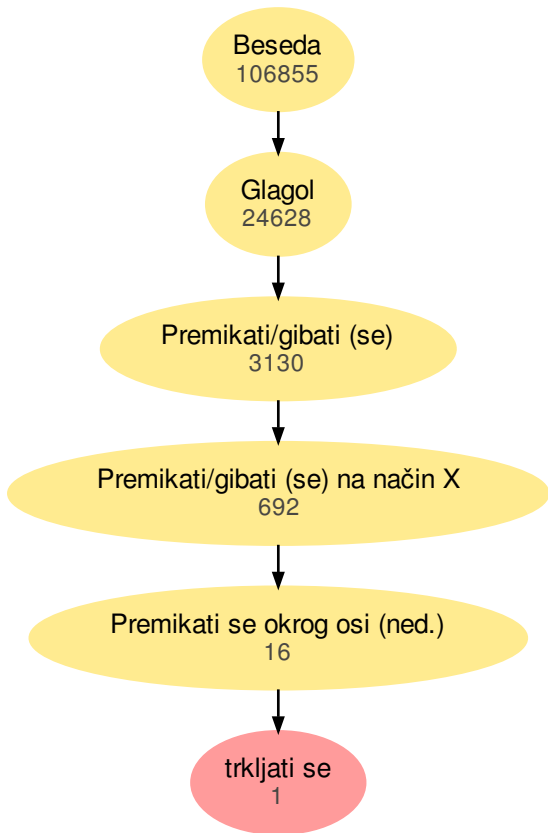 Beseda
106855
Glagol
24628
Premikati/gibati (se)
3130
Premikati/gibati (se) na način X
692
Premikati se okrog osi (ned.)
16
trkljati se
1